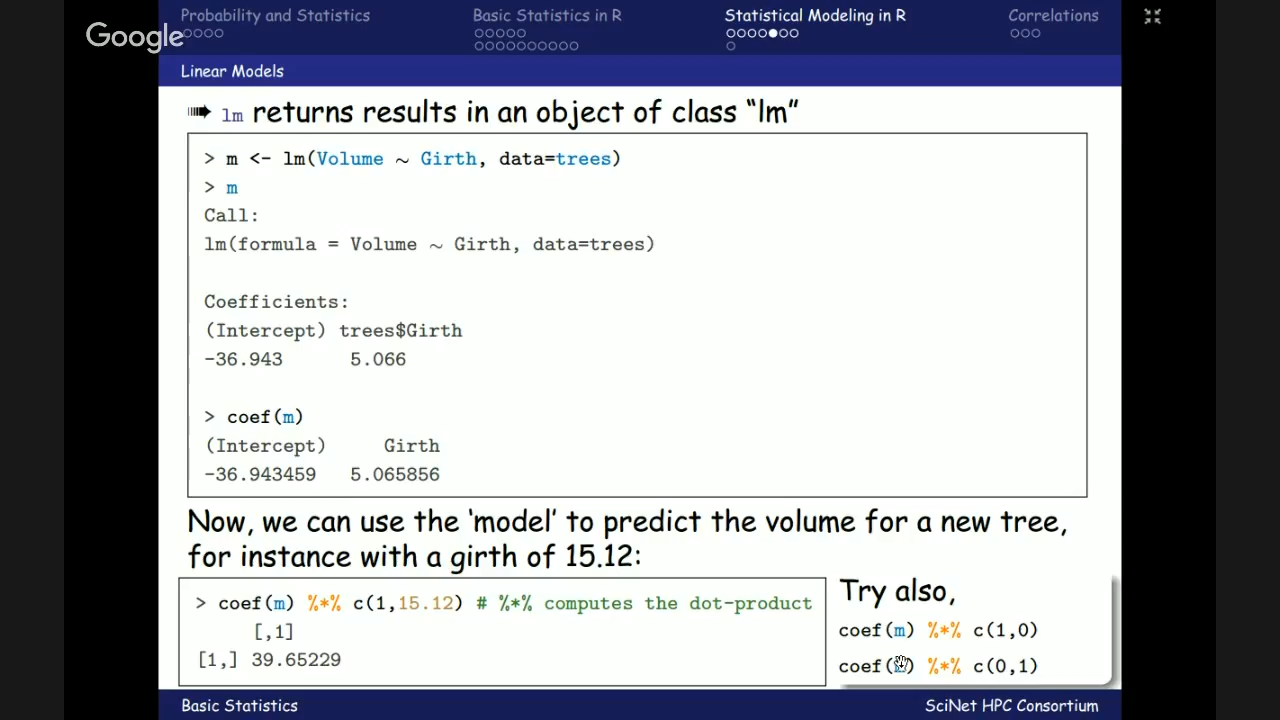 Google
Probability and Statistics
Basic Statistics in R
Statistical Modeling in R
Correlations
Linear Models
lm returns results in an object of class “lm”
> m <- lm(Volume ~ Girth, data=trees)
> m
Call:
lm(formula = Volume ~ Girth, data=trees)
Coefficients:
(Intercept) trees$Girth
-36.943 5.066
> coef(m)
(Intercept) Girth
-36.943459 5.065856
Now, we can use the ‘model’ to predict the volume for a new tree,
for instance with a girth of 15.12:
> coef(m) %*% c(1,15.12) # %*% computes the dot-product
[,1]
[1,] 39.65229
Try also,
coef(m) %*% c(1,0)
coef(m) %*% c(0,1)
Basic Statistics
SciNet HPC Consortium